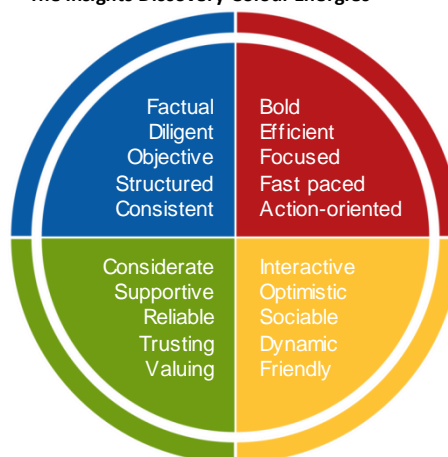 The Insights Discovery Colour Energies
Factual
Diligent
Objective
Structured
Consistent
Bold
Efficient
Focused
Fast paced
Action-oriented
Considerate
Supportive
Reliable
Trusting
Valuing
Interactive
Optimistic
Sociable
Dynamic
Friendly